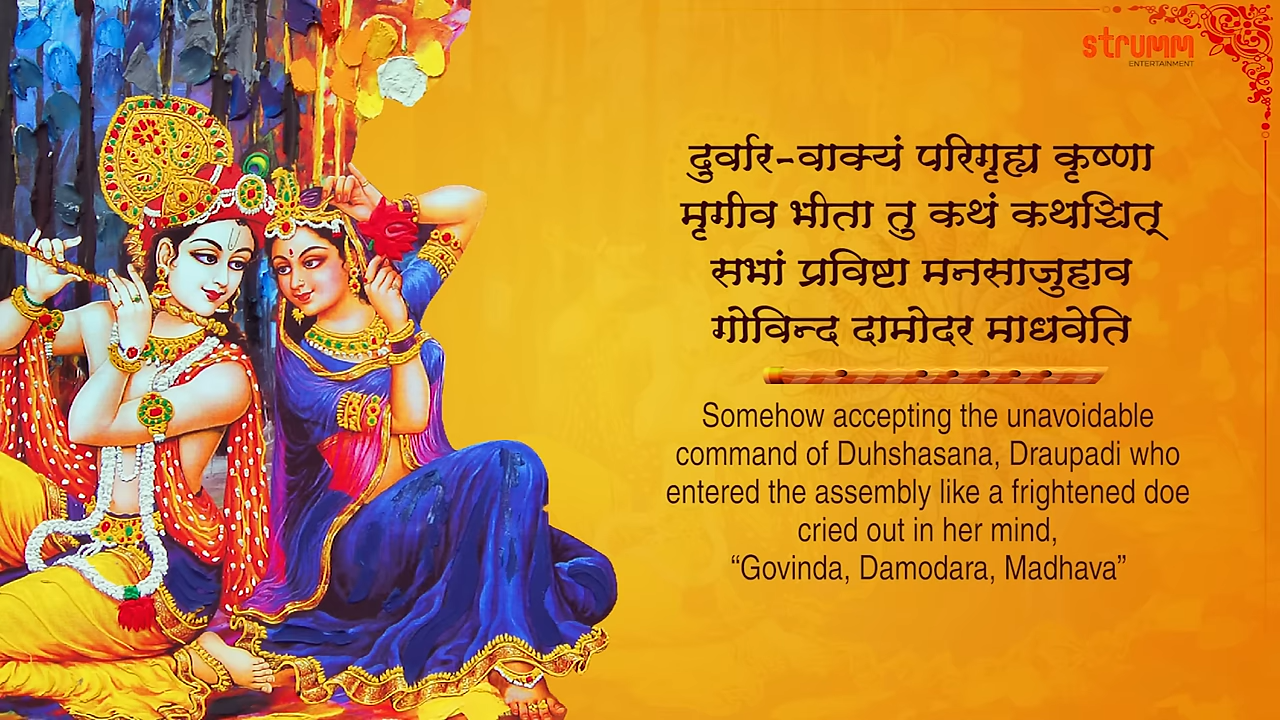 strumm
ENTERTAINMENT
दुर्वार-वाक्यं परिगृह्य कृष्णा
मृगीव भीता तु कथं कथञ्चित्
सभां प्रविष्टा मनसाजुहाव
गोविन्द दामोदर माधवेति
Somehow accepting the unavoidable
command of Duhshasana, Draupadi who
entered the assembly like a frightened doe
cried out in her mind,
“Govinda, Damodara, Madhava”